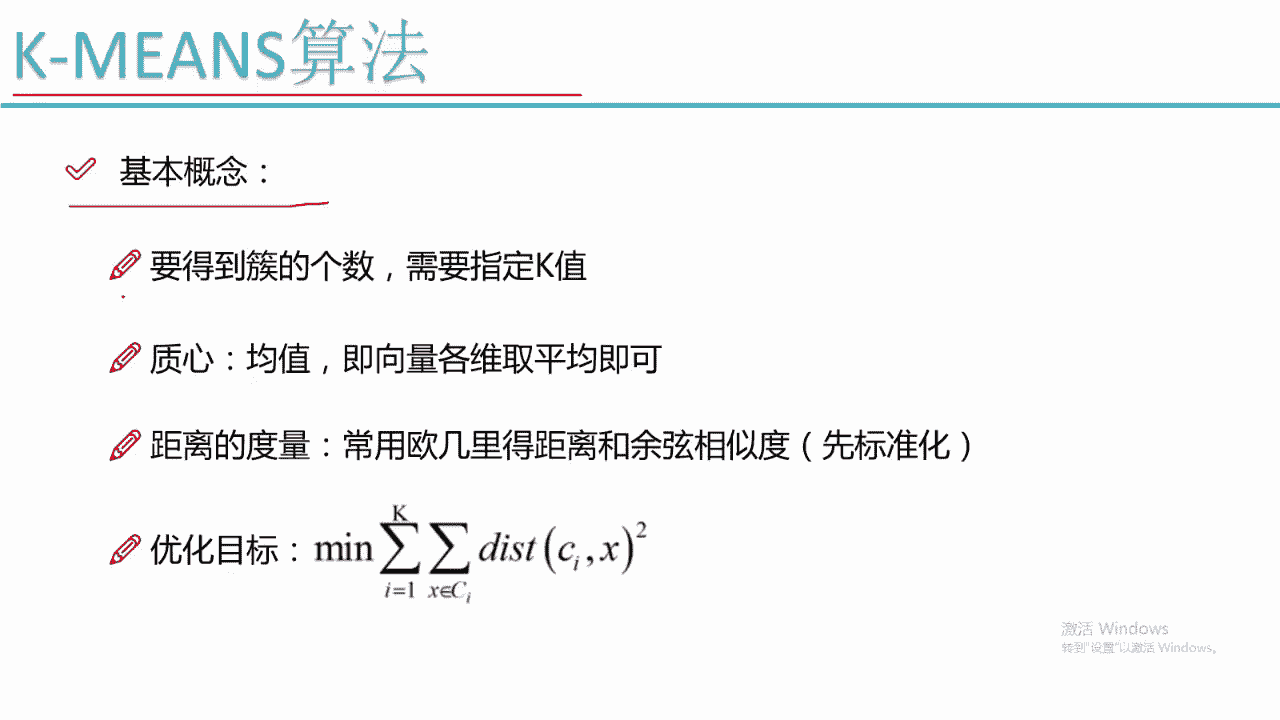 K-MEANS算法
基本概念：
要得到簇的个数，需要指定K值
质心：均值，即向量各维取平均即可
距离的度量：常用欧几里得距离和余弦相似度（先标准化）
优化目标：min ∑_{i=1}^{K} ∑_{x∈C_i} dist(c_i, x)^2
激活 Windows
转到"设置"以激活 Windows。